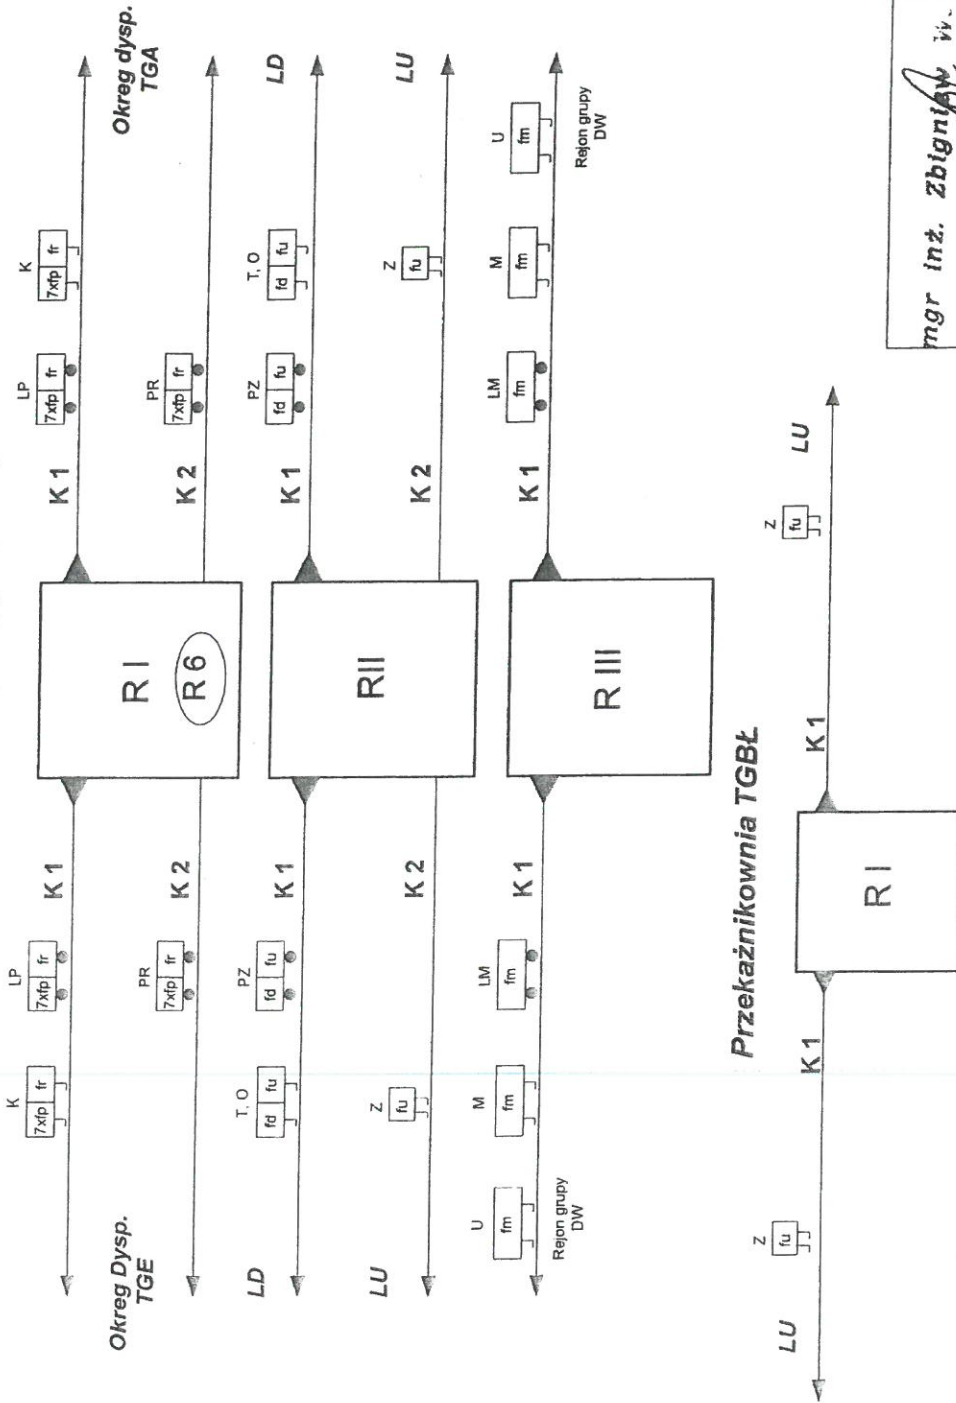 K LP LP K
7xfp fr 7xfp fr 7xfp fr 7xfp fr
K 1 R I K 1
Okreg Dysp.
TGE
Okreg dysp.
TGA
PR PR
7xfp fr 7xfp fr
K 2 R 6 K 2
LD T, O PZ PZ T, O LD
fd fu fd fu fd fu fd fu
K 1 RII K 1
LU Z Z LU
fu fu
K 2 K 2
U M LM LM M U
fm fm fm fm fm fm
K 1 R III K 1
Rejon grupy
DW
Rejon grupy
DW
Przekaźnikownia TGBŁ
LU Z Z LU
fu fu
K1 R I K1
mgr inż. Zbigniew